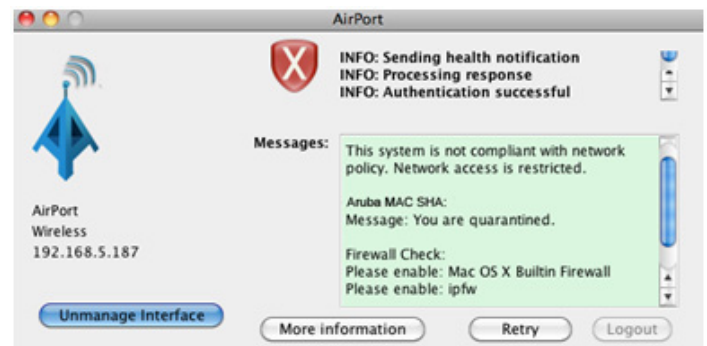 AirPort
INFO: Sending health notification
INFO: Processing response
INFO: Authentication successful
Messages:
This system is not compliant with network
policy. Network access is restricted.
Aruba MAC SHA:
Message: You are quarantined.
Firewall Check:
Please enable: Mac OS X Builtin Firewall
Please enable: ipfw
AirPort
Wireless
192.168.5.187
Unmanage Interface
More information
Retry
Logout